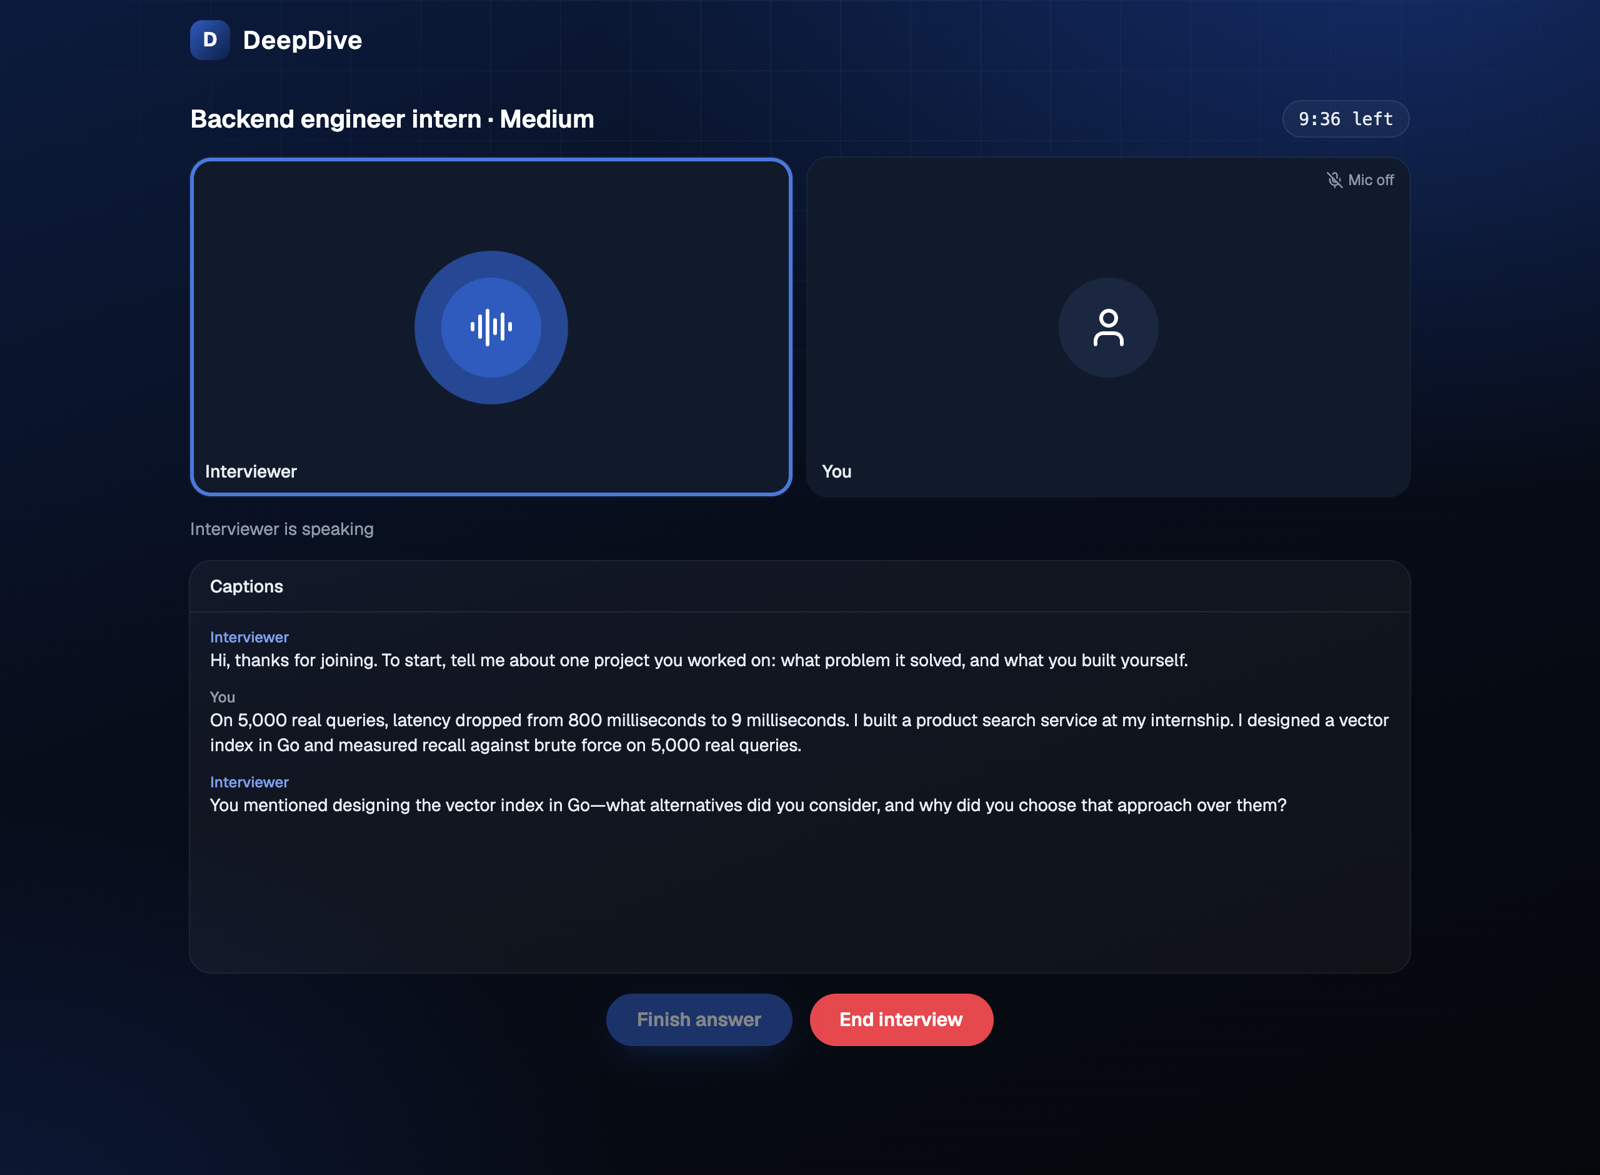 D DeepDive
Backend engineer intern · Medium
9:36 left
Mic off
Interviewer
You
Interviewer is speaking
Captions
Interviewer
Hi, thanks for joining. To start, tell me about one project you worked on: what problem it solved, and what you built yourself.
You
On 5,000 real queries, latency dropped from 800 milliseconds to 9 milliseconds. I built a product search service at my internship. I designed a vector
index in Go and measured recall against brute force on 5,000 real queries.
Interviewer
You mentioned designing the vector index in Go—what alternatives did you consider, and why did you choose that approach over them?
Finish answer
End interview